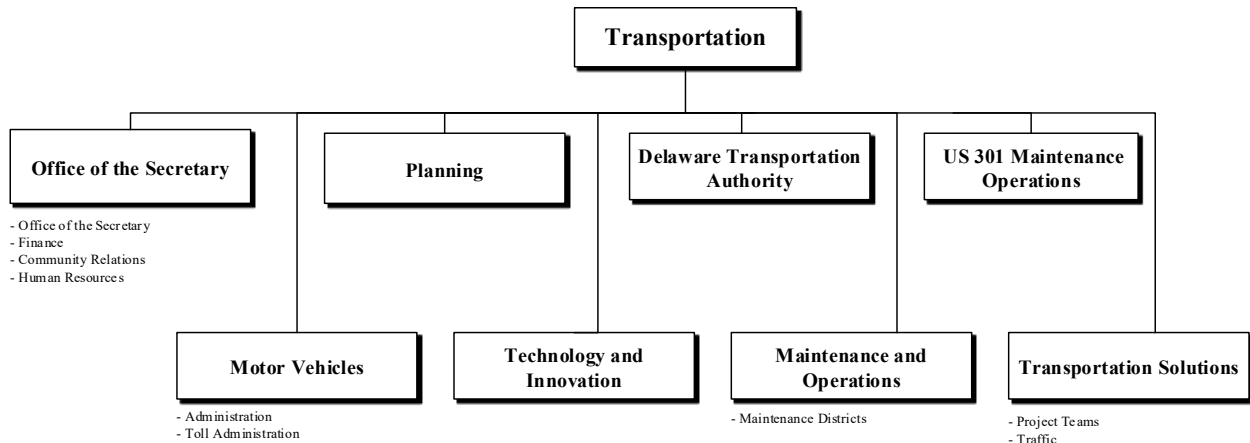 Transportation
Office of the Secretary
- Office of the Secretary
- Finance
- Community Relations
- Human Resources
Planning
Delaware Transportation
Authority
US 301 Maintenance
Operations
Motor Vehicles
- Administration
- Toll Administration
Technology and
Innovation
Maintenance and
Operations
- Maintenance Districts
Transportation Solutions
- Project Teams
- Traffic